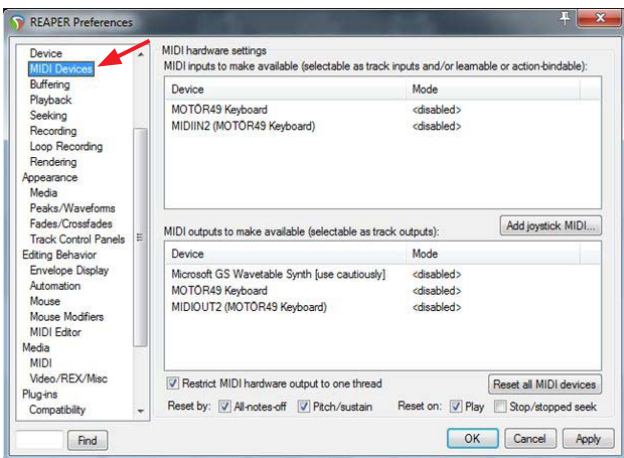 REAPER Preferences
Device
MIDI Devices
Buffering
Playback
Seeking
Recording
Loop Recording
Rendering
Appearance
Media
Peaks/Waveforms
Fades/Crossfades
Track Control Panels
Editing Behavior
Envelope Display
Automation
Mouse
Mouse Modifiers
MIDI Editor
Media
MIDI
Video/REX/Misc
Plug-ins
Compatibility
Find
MIDI hardware settings
MIDI inputs to make available (selectable as track inputs and/or learnable or action-bindable):
Device Mode
MOTÖR49 Keyboard <disabled>
MIDIIN2 (MOTÖR49 Keyboard) <disabled>
Add joystick MIDI...
MIDI outputs to make available (selectable as track outputs):
Device Mode
Microsoft GS Wavetable Synth [use cautiously] <disabled>
MOTÖR49 Keyboard <disabled>
MIDIOUT2 (MOTÖR49 Keyboard) <disabled>
Restrict MIDI hardware output to one thread Reset all MIDI devices
Reset by: All-notes-off Pitch/sustain Reset on: Play Stop/stopped seek
OK Cancel Apply